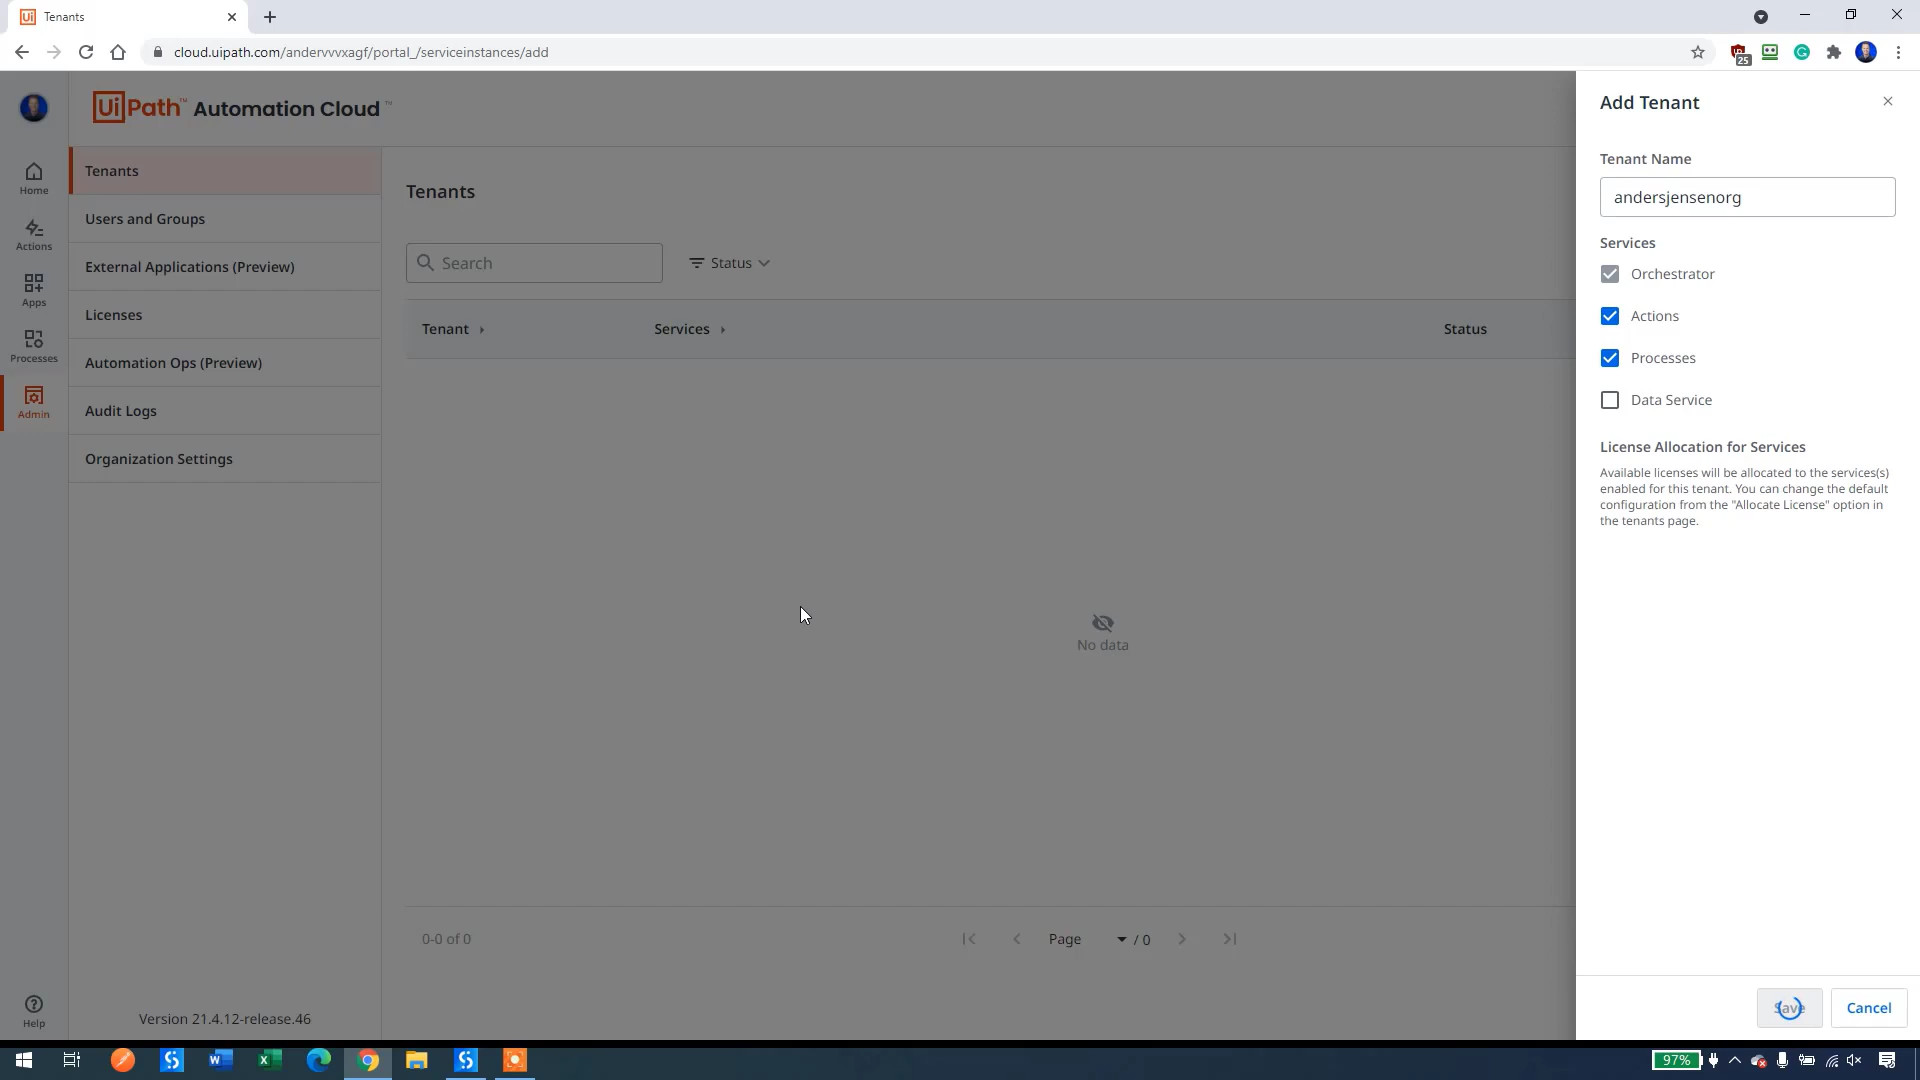 Tenants
cloud.uipath.com/andervvvxagf/portal_/serviceinstances/add
25
UiPath™ Automation Cloud ™
Home
Actions
Apps
Processes
Admin
Help
Tenants
Users and Groups
External Applications (Preview)
Licenses
Automation Ops (Preview)
Audit Logs
Organization Settings
Version 21.4.12-release.46
Tenants
Search
Status
Tenant
Services
Status
No data
0-0 of 0
Page
/ 0
Add Tenant
Tenant Name
andersjensenorg
Services
Orchestrator
Actions
Processes
Data Service
License Allocation for Services
Available licenses will be allocated to the services(s)
enabled for this tenant. You can change the default
configuration from the "Allocate License" option in
the tenants page.
Save
Cancel
97%